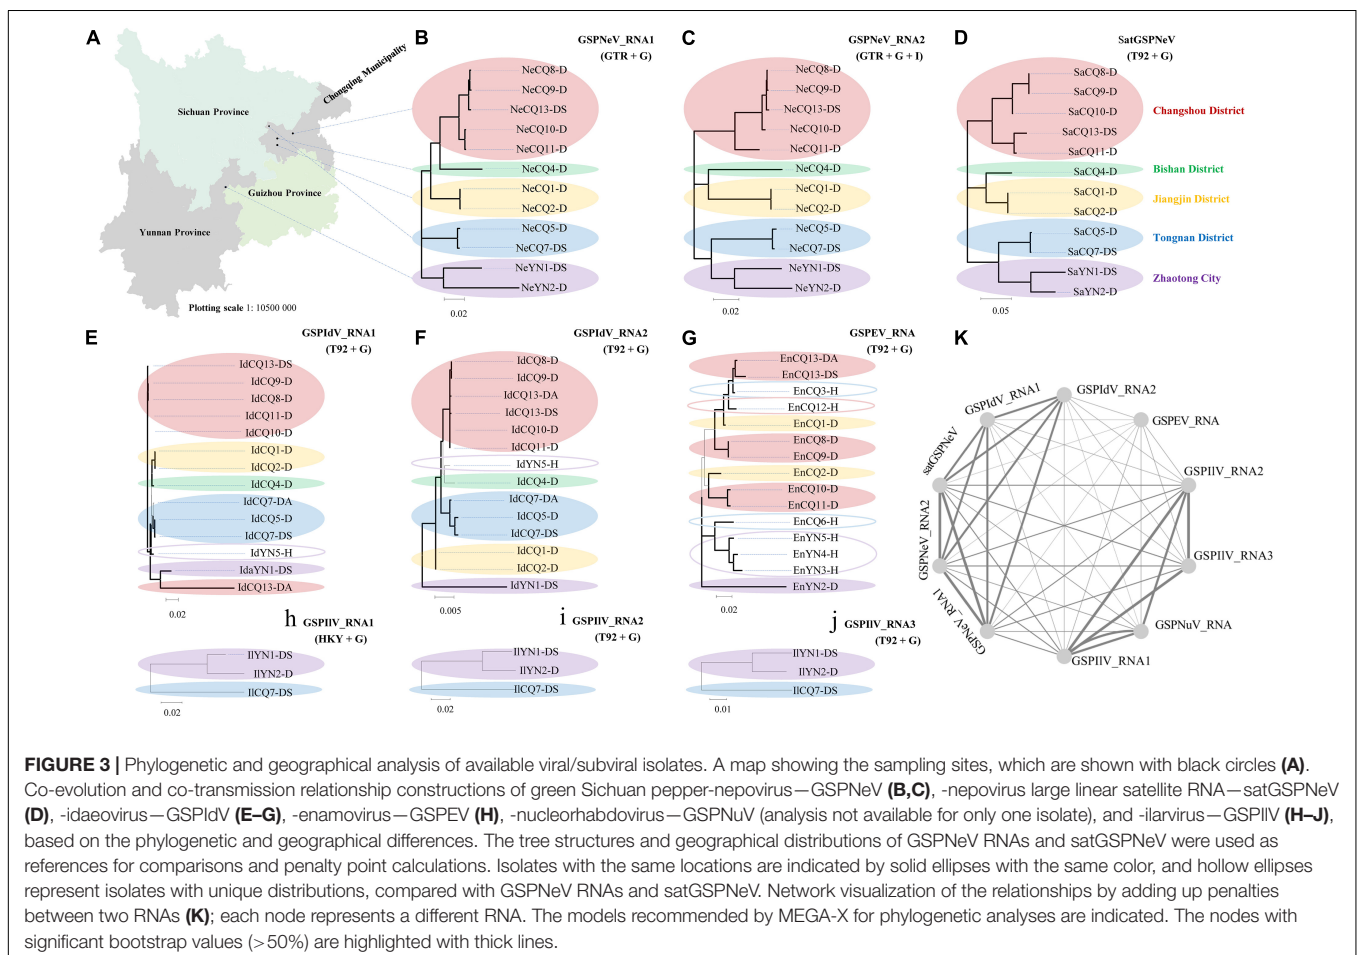 A
Sichuan Province
Chongqing Municipality
Guizhou Province
Yunnan Province
Plotting scale 1: 10500 000
B
GSPNeV_RNA1
(GTR + G)
NeCQ8-D
NeCQ9-D
NeCQ13-DS
NeCQ10-D
NeCQ11-D
NeCQ4-D
NeCQ1-D
NeCQ2-D
NeCQ5-D
NeCQ7-DS
NeYN1-DS
NeYN2-D
0.02
C
GSPNeV_RNA2
(GTR + G + I)
NeCQ8-D
NeCQ9-D
NeCQ13-DS
NeCQ10-D
NeCQ11-D
NeCQ4-D
NeCQ1-D
NeCQ2-D
NeCQ5-D
NeCQ7-DS
NeYN1-DS
NeYN2-D
0.02
D
SatGSPNeV
(T92 + G)
SaCQ8-D
SaCQ9-D
SaCQ10-D
SaCQ13-DS
SaCQ11-D
SaCQ4-D
SaCQ1-D
SaCQ2-D
SaCQ5-D
SaCQ7-DS
SaYN1-DS
SaYN2-D
0.05
Changshou District
Bishan District
Jiangjin District
Tongnan District
Zhaotong City
E
GSPIdV_RNA1
(T92 + G)
IdCQ13-DS
IdCQ9-D
IdCQ8-D
IdCQ11-D
IdCQ10-D
IdCQ1-D
IdCQ2-D
IdCQ4-D
IdCQ7-DA
IdCQ5-D
IdCQ7-DS
IdYN5-H
IdaYN1-DS
IdCQ13-DA
0.02
F
GSPIdV_RNA2
(T92 + G)
IdCQ8-D
IdCQ9-D
IdCQ13-DA
IdCQ13-DS
IdCQ10-D
IdCQ11-D
IdYN5-H
IdCQ4-D
IdCQ7-DA
IdCQ5-D
IdCQ7-DS
IdCQ1-D
IdCQ2-D
IdYN1-DS
0.005
G
GSPEV_RNA
(T92 + G)
EnCQ13-DA
EnCQ13-DS
EnCQ3-H
EnCQ12-H
EnCQ1-D
EnCQ8-D
EnCQ9-D
EnCQ2-D
EnCQ10-D
EnCQ11-D
EnCQ6-H
EnYN5-H
EnYN4-H
EnYN3-H
EnYN2-D
0.02
K
GSPIdV_RNA1
GSPIdV_RNA2
GSPEV_RNA
satGSPNeV
GSPIlV_RNA2
GSPNeV_RNA2
GSPIlV_RNA3
GSPNeV_RNA1
GSPNuV_RNA
GSPIlV_RNA1
h
GSPIlV_RNA1
(HKY + G)
IlYN1-DS
IlYN2-D
IlCQ7-DS
0.02
i
GSPIlV_RNA2
(T92 + G)
IlYN1-DS
IlYN2-D
IlCQ7-DS
0.02
j
GSPIlV_RNA3
(T92 + G)
IlYN1-DS
IlYN2-D
IlCQ7-DS
0.01
FIGURE 3 | Phylogenetic and geographical analysis of available viral/subviral isolates. A map showing the sampling sites, which are shown with black circles (A).
Co-evolution and co-transmission relationship constructions of green Sichuan pepper-nepovirus—GSPNeV (B,C), -nepovirus large linear satellite RNA—satGSPNeV
(D), -idaeovirus—GSPIdV (E–G), -enamovirus—GSPEV (H), -nucleorhabdovirus—GSPNuV (analysis not available for only one isolate), and -ilarvirus—GSPIlV (H–J),
based on the phylogenetic and geographical differences. The tree structures and geographical distributions of GSPNeV RNAs and satGSPNeV were used as
references for comparisons and penalty point calculations. Isolates with the same locations are indicated by solid ellipses with the same color, and hollow ellipses
represent isolates with unique distributions, compared with GSPNeV RNAs and satGSPNeV. Network visualization of the relationships by adding up penalties
between two RNAs (K); each node represents a different RNA. The models recommended by MEGA-X for phylogenetic analyses are indicated. The nodes with
significant bootstrap values (>50%) are highlighted with thick lines.